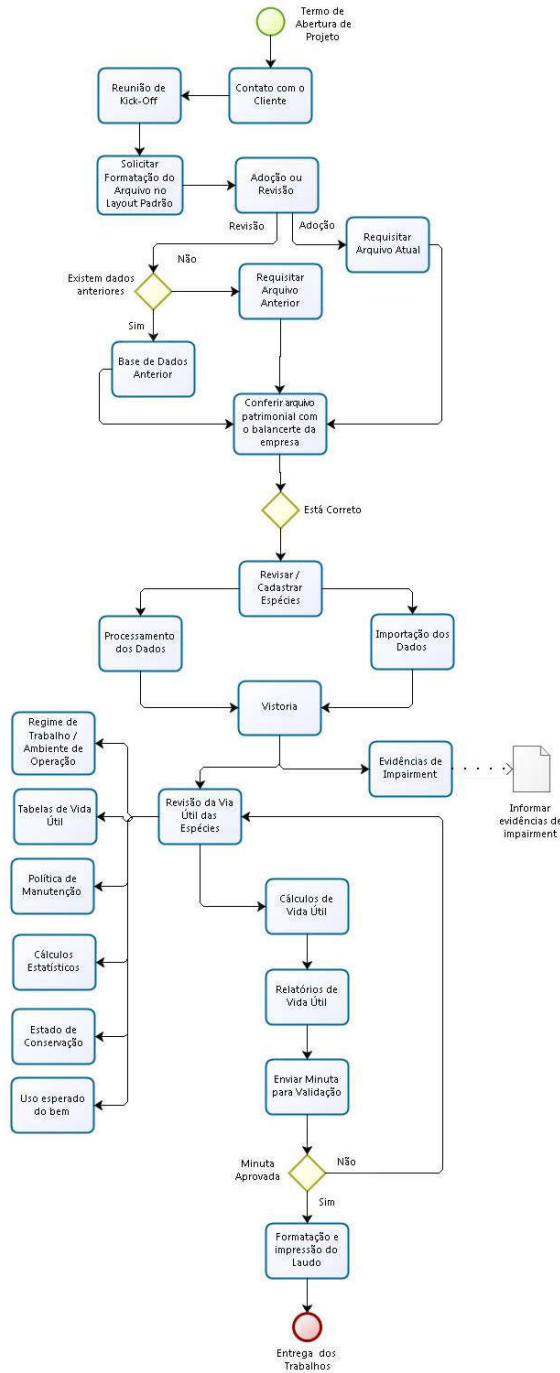 Termo de
Abertura de
Projeto
Reunião de
Kick-Off
Contato com o
Cliente
Solicitar
Formatação do
Arquivo no
Layout Padrão
Adoção ou
Revisão
Revisão
Adoção
Requisitar
Arquivo Atual
Existem dados
anteriores
Não
Requisitar
Arquivo
Anterior
Sim
Base de Dados
Anterior
Conferir arquivo
patrimonial com
o balancerte da
empresa
Está Correto
Revisar /
Cadastrar
Espécies
Processamento
dos Dados
Importação dos
Dados
Vistoria
Regime de
Trabalho /
Ambiente de
Operação
Evidências de
Impairment
Informar
evidências de
impairment
Tabelas de Vida
Útil
Revisão da Via
Útil das
Espécies
Política de
Manutenção
Cálculos de
Vida Útil
Cálculos
Estatísticos
Relatórios de
Vida Útil
Estado de
Conservação
Enviar Minuta
para Validação
Uso esperado
do bem
Minuta
Aprovada
Não
Sim
Formatação e
impressão do
Laudo
Entrega dos
Trabalhos